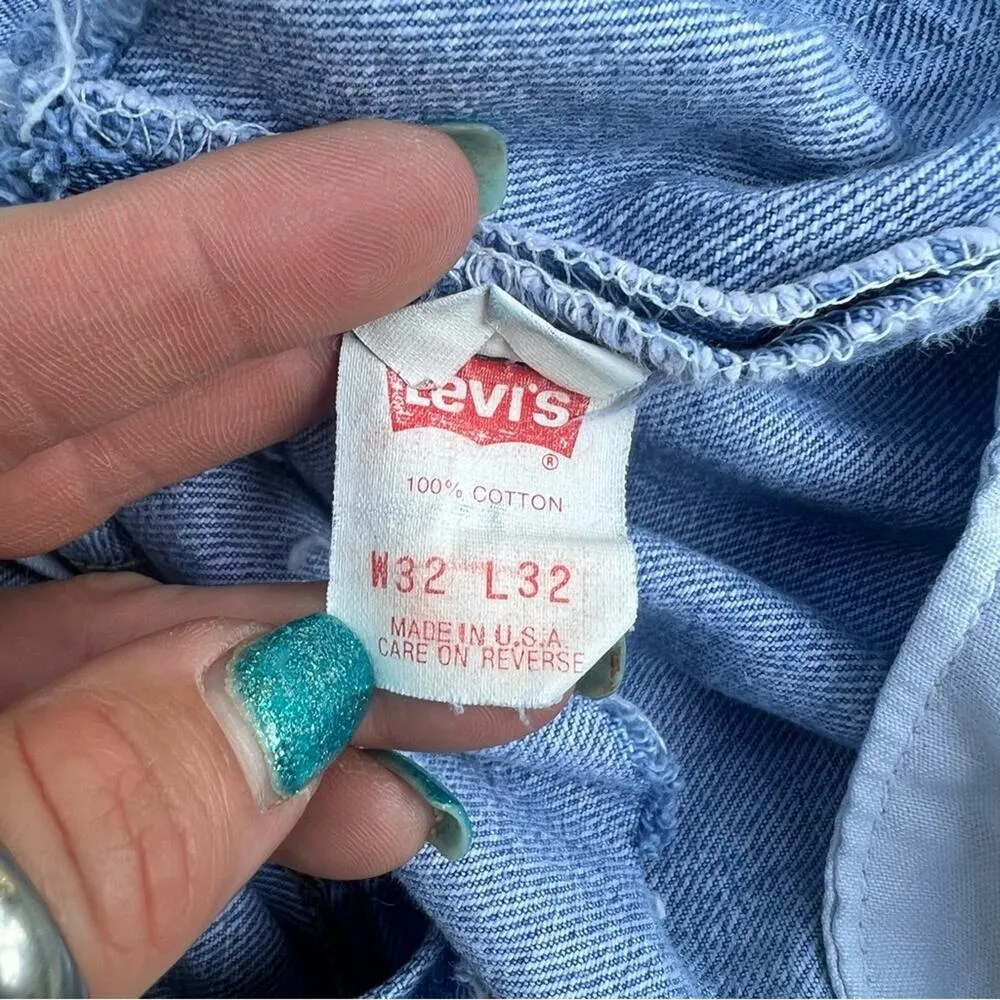 Levi's
®
100% COTTON
W32 L32
MADE IN U.S.A
CARE ON REVERSE